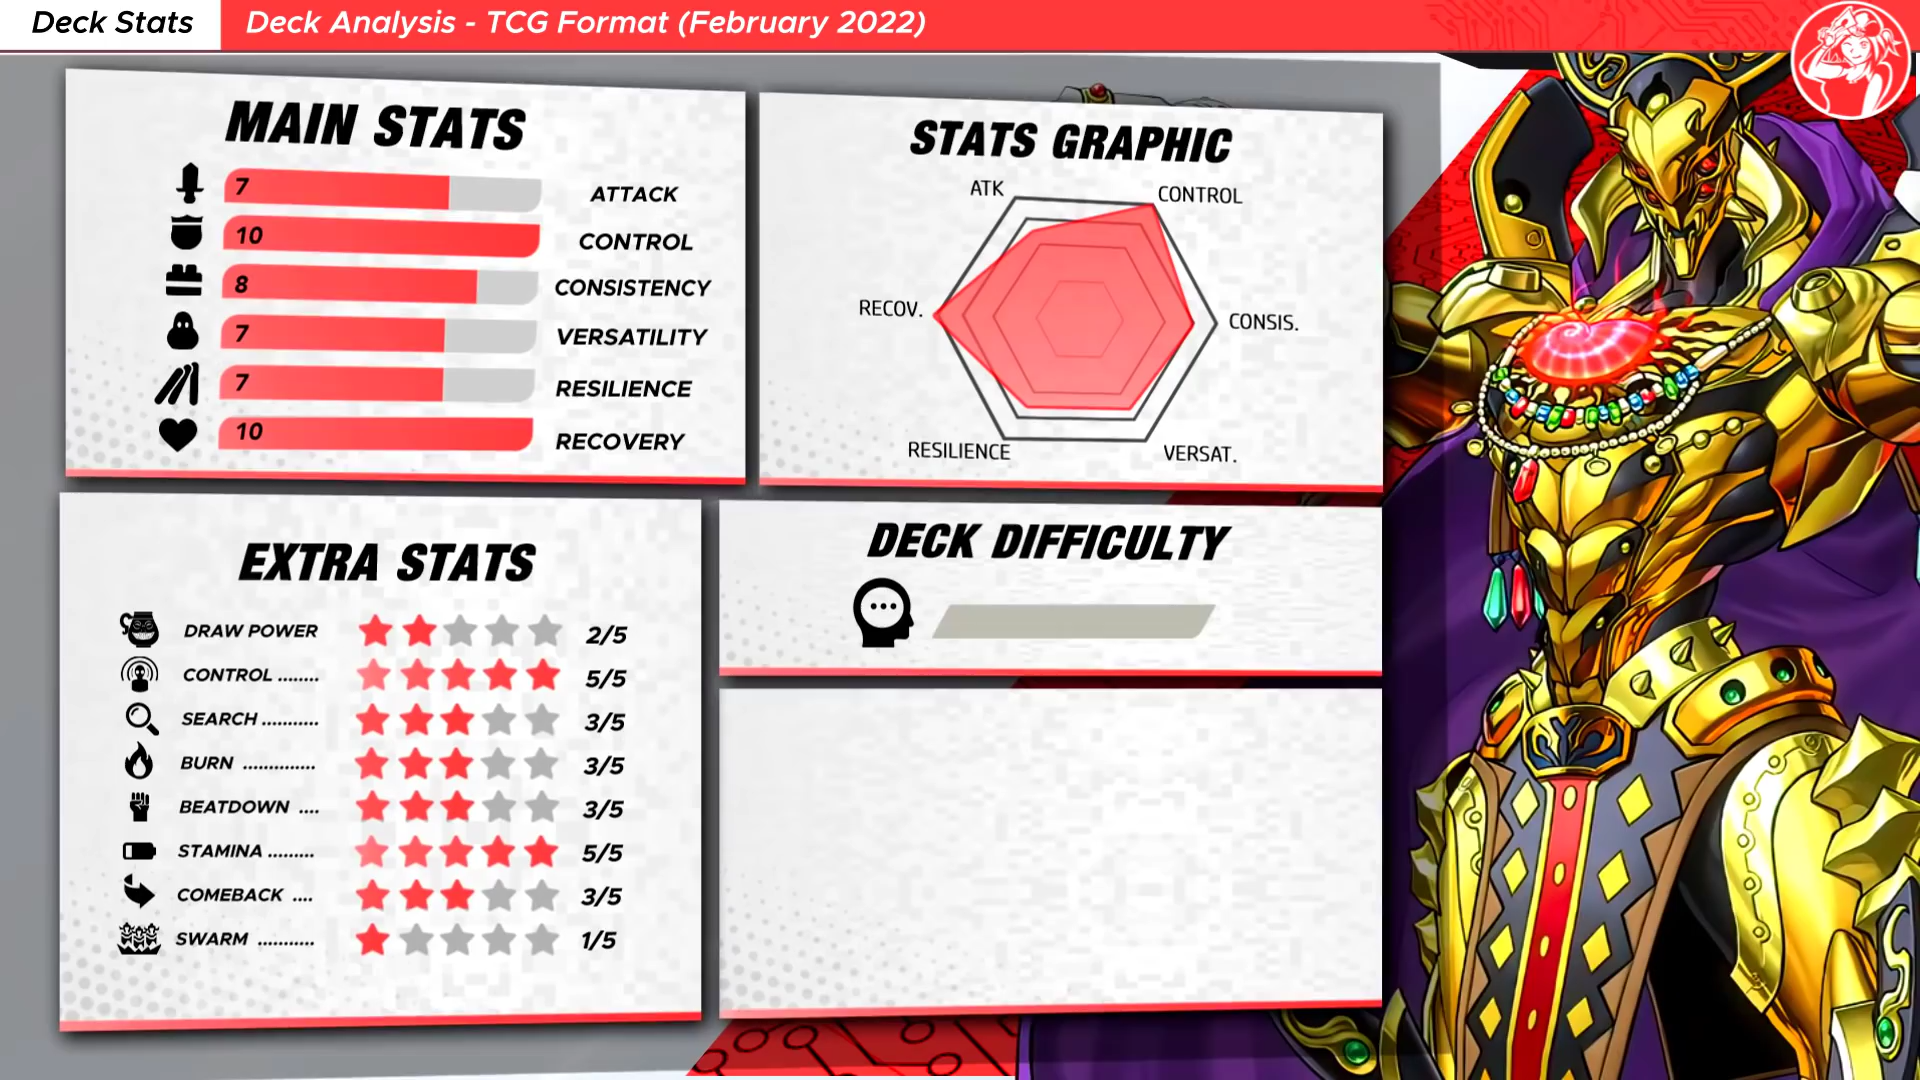 Deck Stats
Deck Analysis - TCG Format (February 2022)
MAIN STATS
7 ATTACK
10 CONTROL
8 CONSISTENCY
7 VERSATILITY
7 RESILIENCE
10 RECOVERY
STATS GRAPHIC
ATK
CONTROL
RECOV.
CONSIS.
RESILIENCE
VERSAT.
EXTRA STATS
DRAW POWER 2/5
CONTROL ........ 5/5
SEARCH ........... 3/5
BURN .............. 3/5
BEATDOWN .... 3/5
STAMINA ......... 5/5
COMEBACK .... 3/5
SWARM ........... 1/5
DECK DIFFICULTY